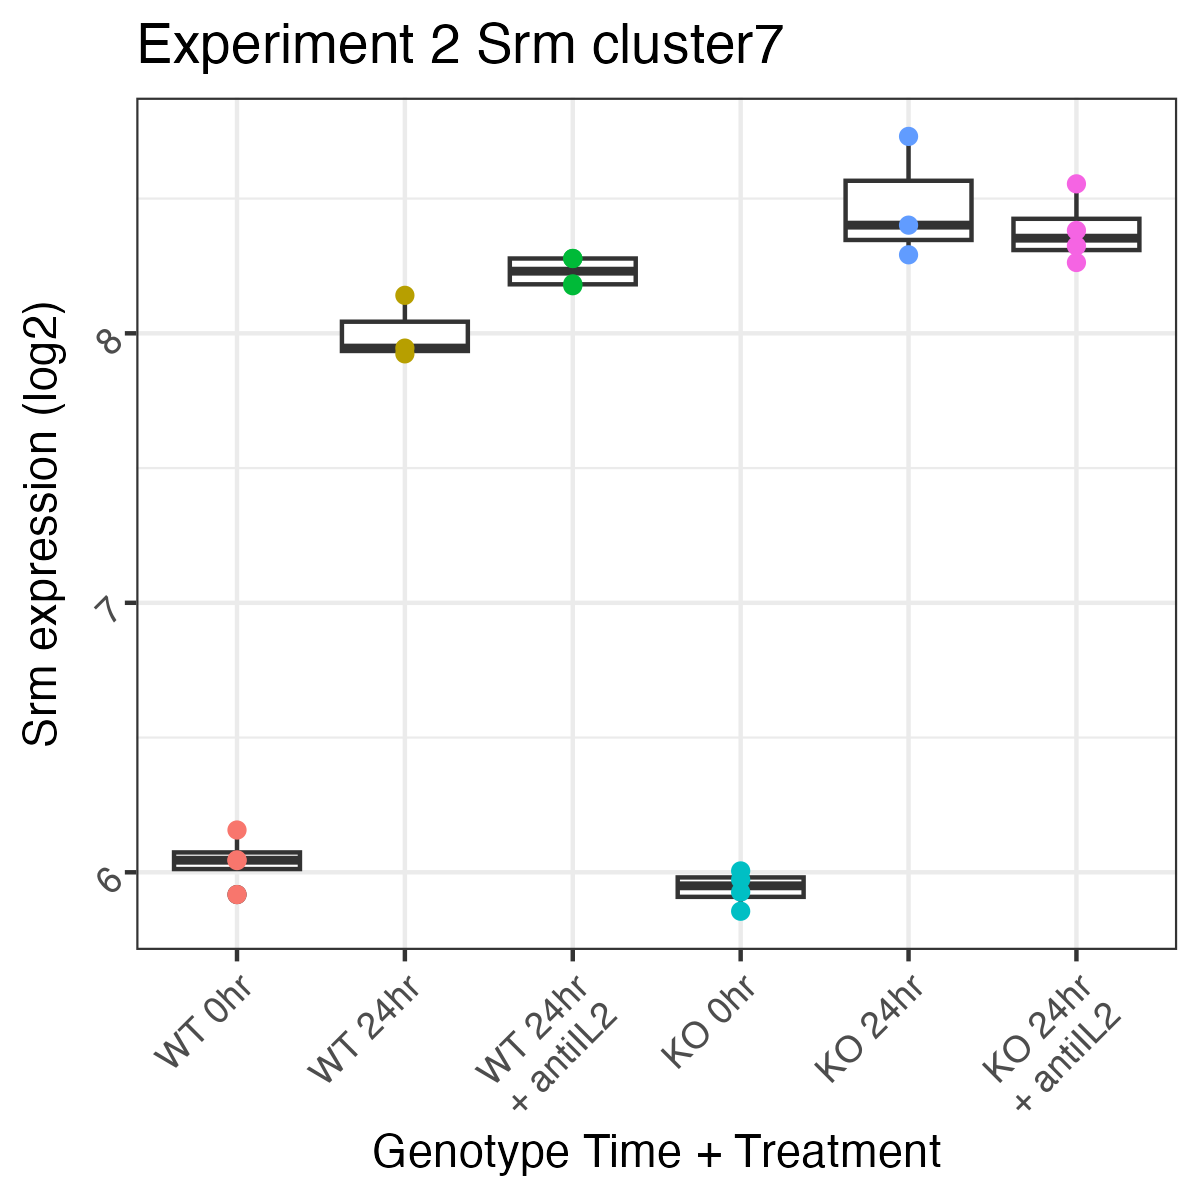 Experiment 2 Srm cluster7
Srm expression (log2)
8
7
6
WT 0hr
WT 24hr
WT 24hr
+ antiIL2
KO 0hr
KO 24hr
KO 24hr
+ antiIL2
Genotype Time + Treatment